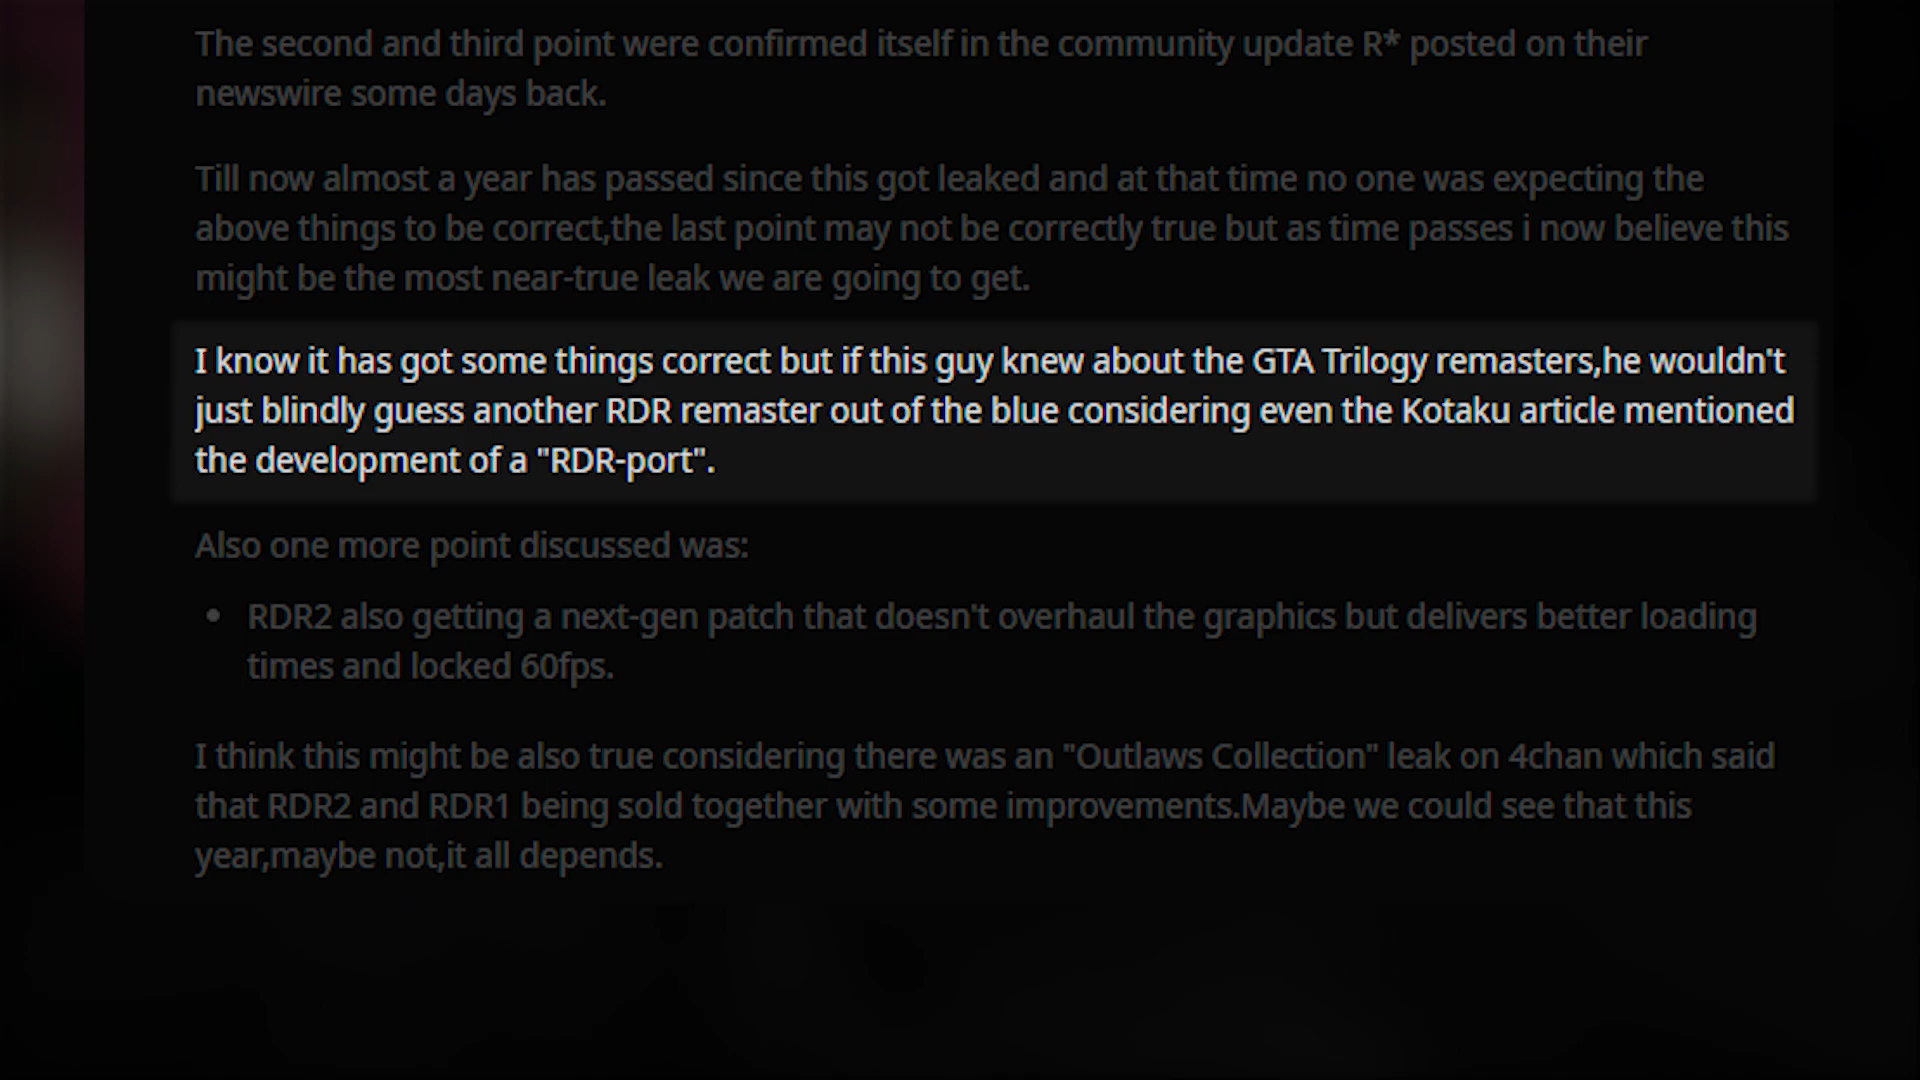 The second and third point were confirmed itself in the community update R* posted on their
newswire some days back.
Till now almost a year has passed since this got leaked and at that time no one was expecting the
above things to be correct,the last point may not be correctly true but as time passes i now believe this
might be the most near-true leak we are going to get.
I know it has got some things correct but if this guy knew about the GTA Trilogy remasters,he wouldn't
just blindly guess another RDR remaster out of the blue considering even the Kotaku article mentioned
the development of a "RDR-port".
Also one more point discussed was:
• RDR2 also getting a next-gen patch that doesn't overhaul the graphics but delivers better loading
times and locked 60fps.
I think this might be also true considering there was an "Outlaws Collection" leak on 4chan which said
that RDR2 and RDR1 being sold together with some improvements.Maybe we could see that this
year,maybe not,it all depends.